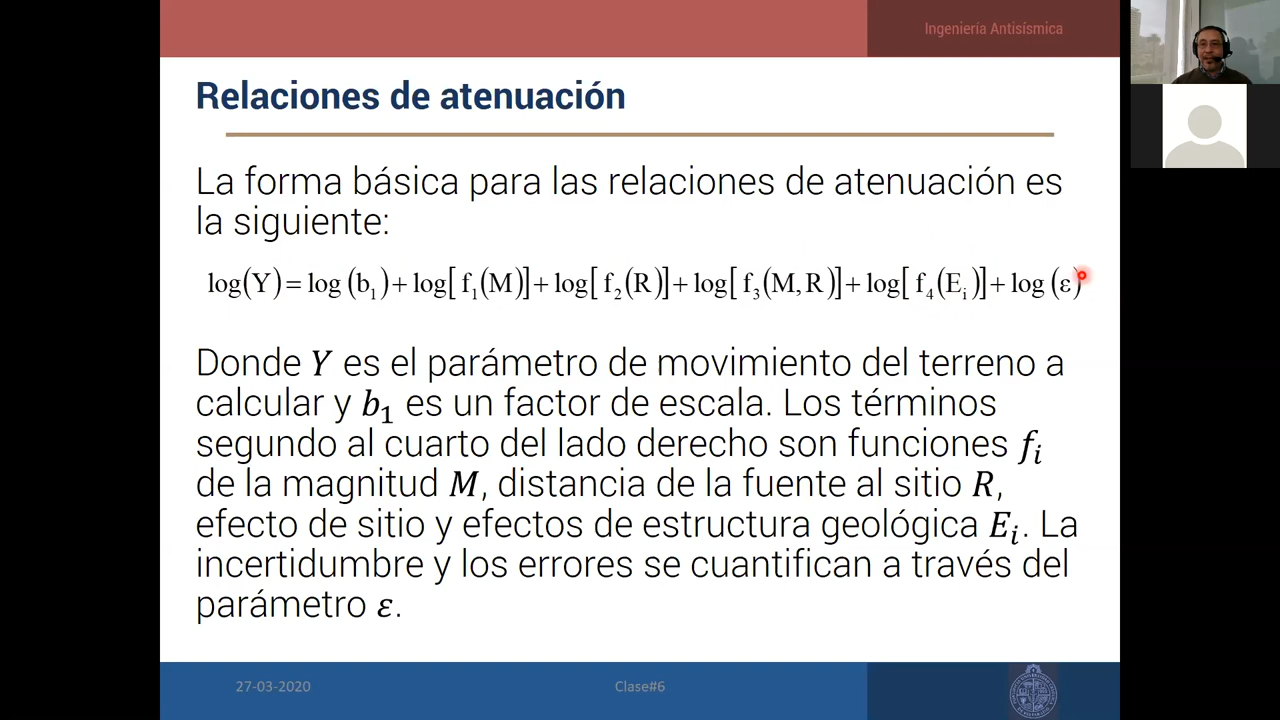 Ingeniería Antisísmica
Relaciones de atenuación
La forma básica para las relaciones de atenuación es
la siguiente:
log(Y) = log (b₁) + log[ f₁(M)] + log[ f₂(R)] + log[ f₃(M, R)] + log[ f₄(Eᵢ)] + log (ε)
Donde Y es el parámetro de movimiento del terreno a
calcular y b₁ es un factor de escala. Los términos
segundo al cuarto del lado derecho son funciones fᵢ
de la magnitud M, distancia de la fuente al sitio R,
efecto de sitio y efectos de estructura geológica Eᵢ. La
incertidumbre y los errores se cuantifican a través del
parámetro ε.
27-03-2020
Clase#6